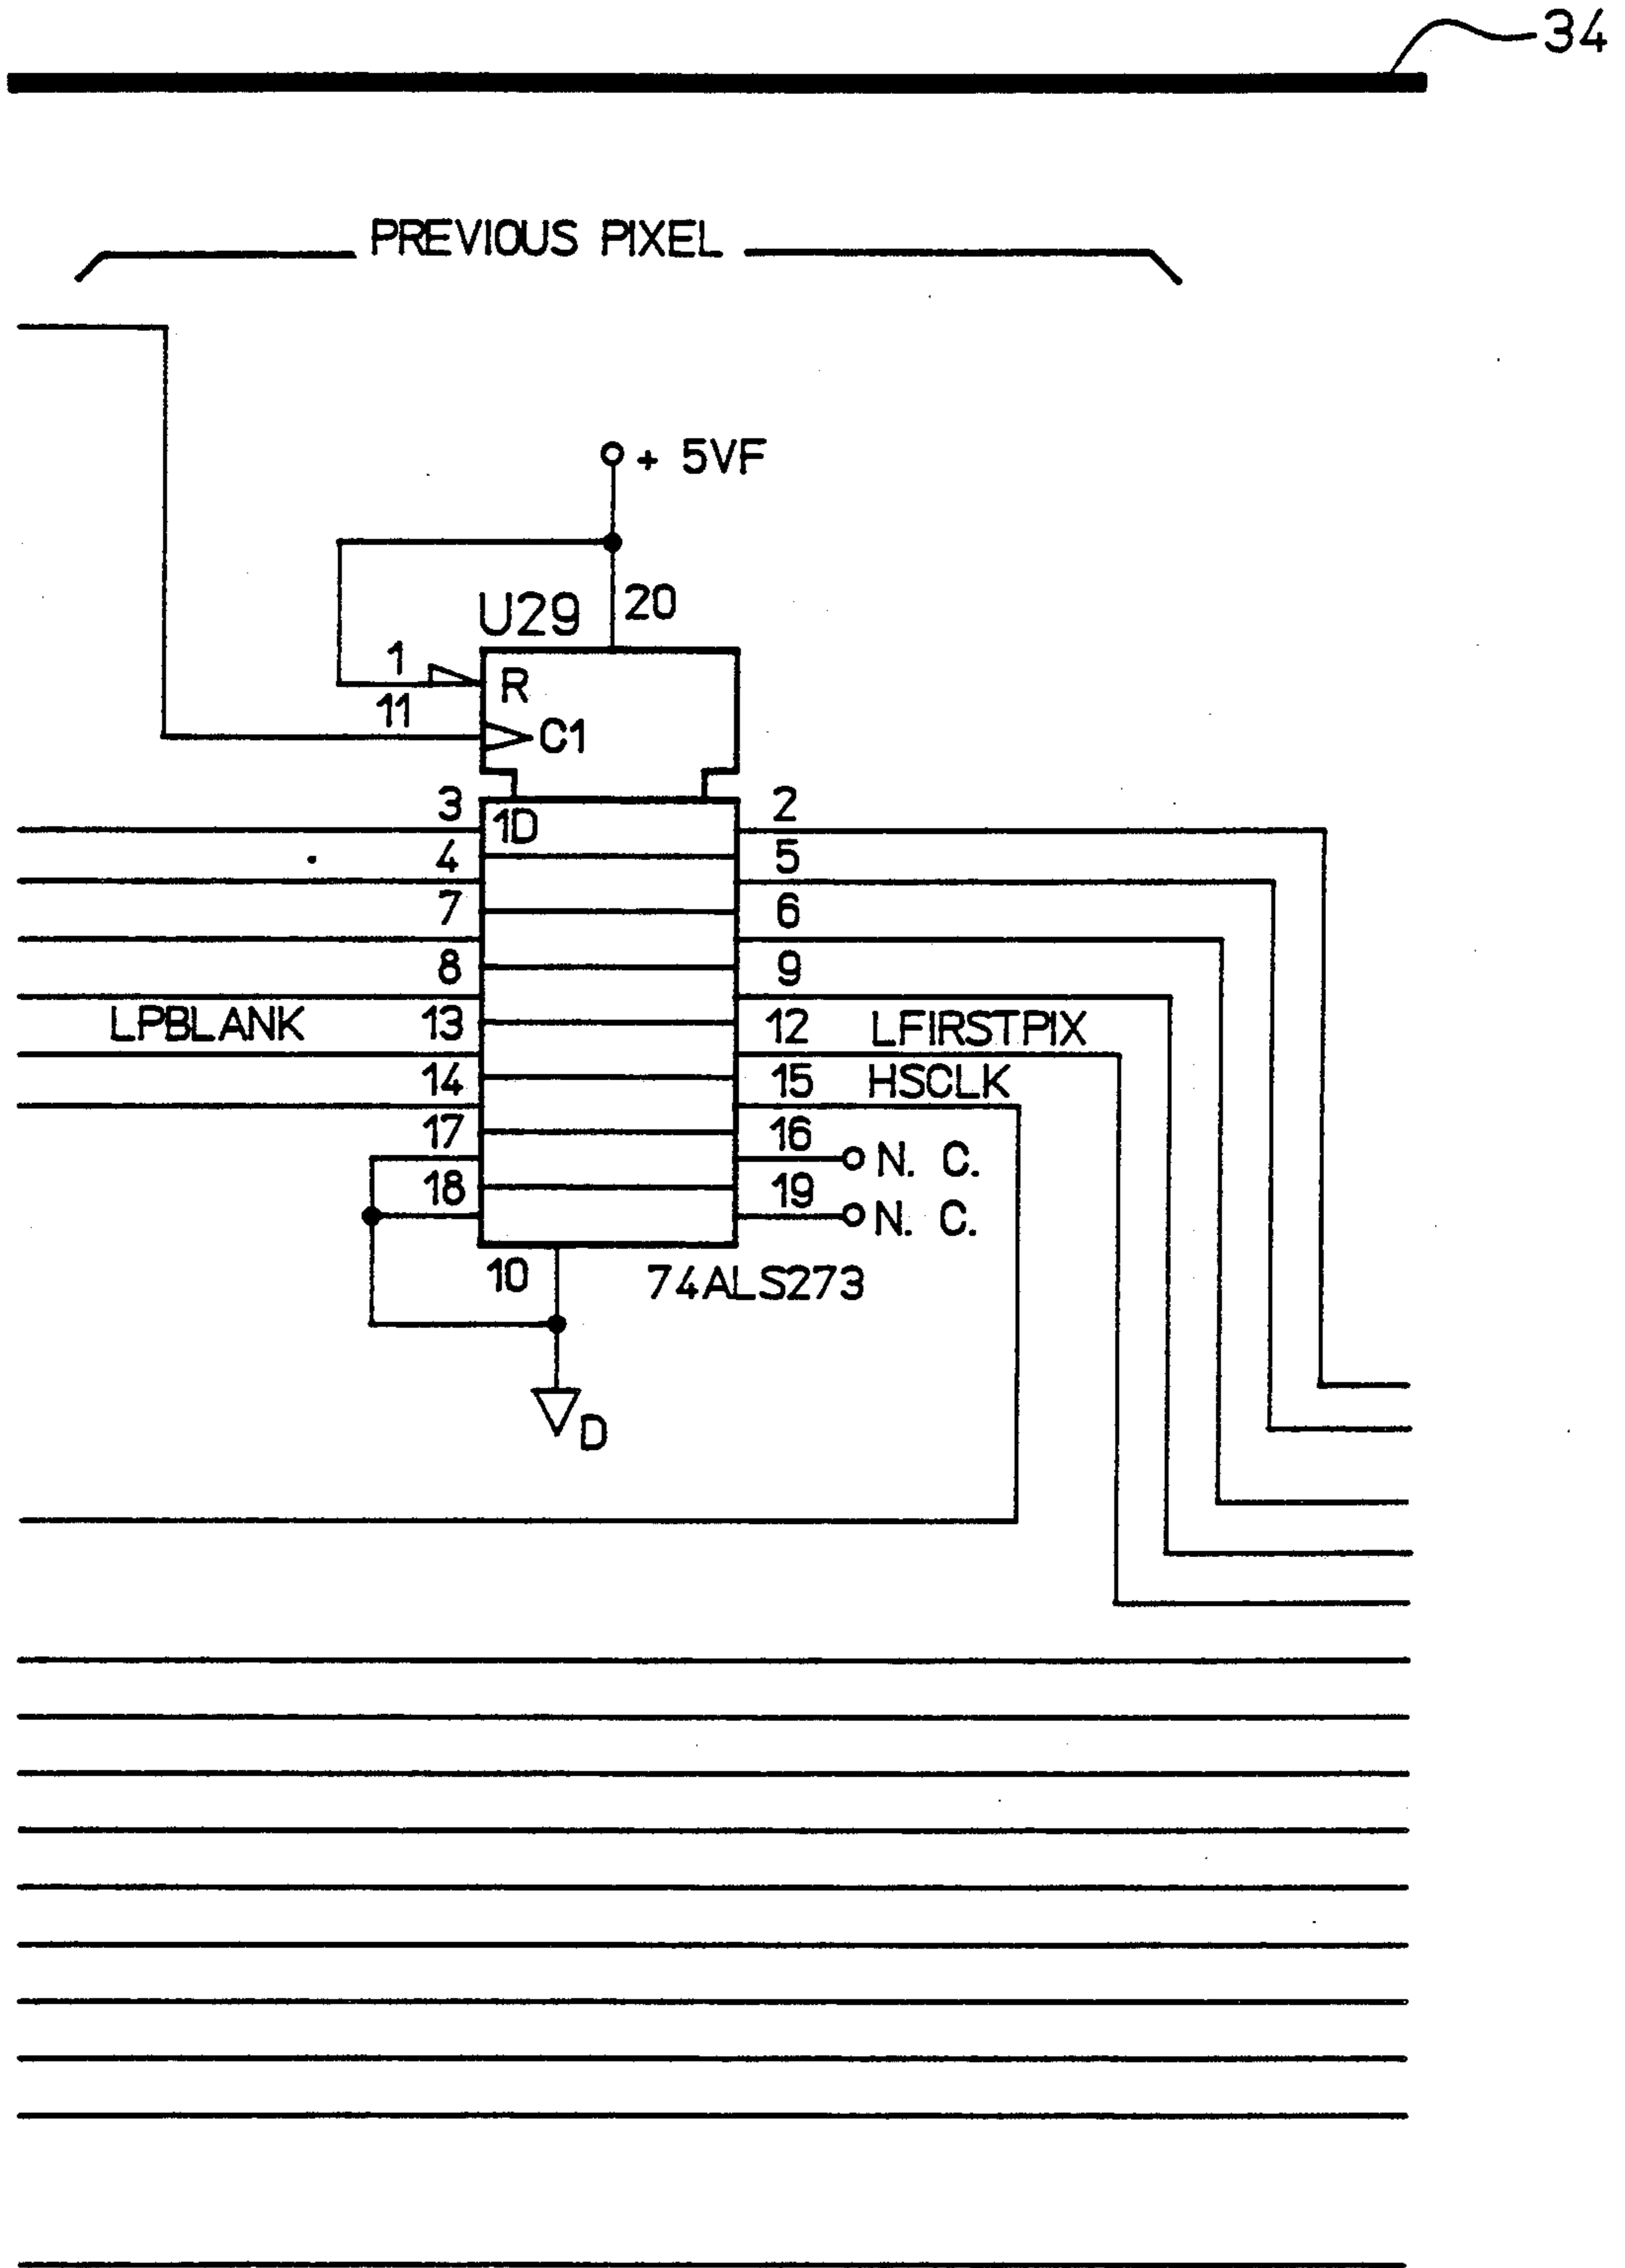 34
PREVIOUS PIXEL
+ 5VF
U29
20
1
R
11
C1
3
1D
2
4
5
7
6
8
9
LPBLANK
13
12
LFIRSTPIX
14
15
HSCLK
17
16
N. C.
18
19
N. C.
10
74ALS273
D